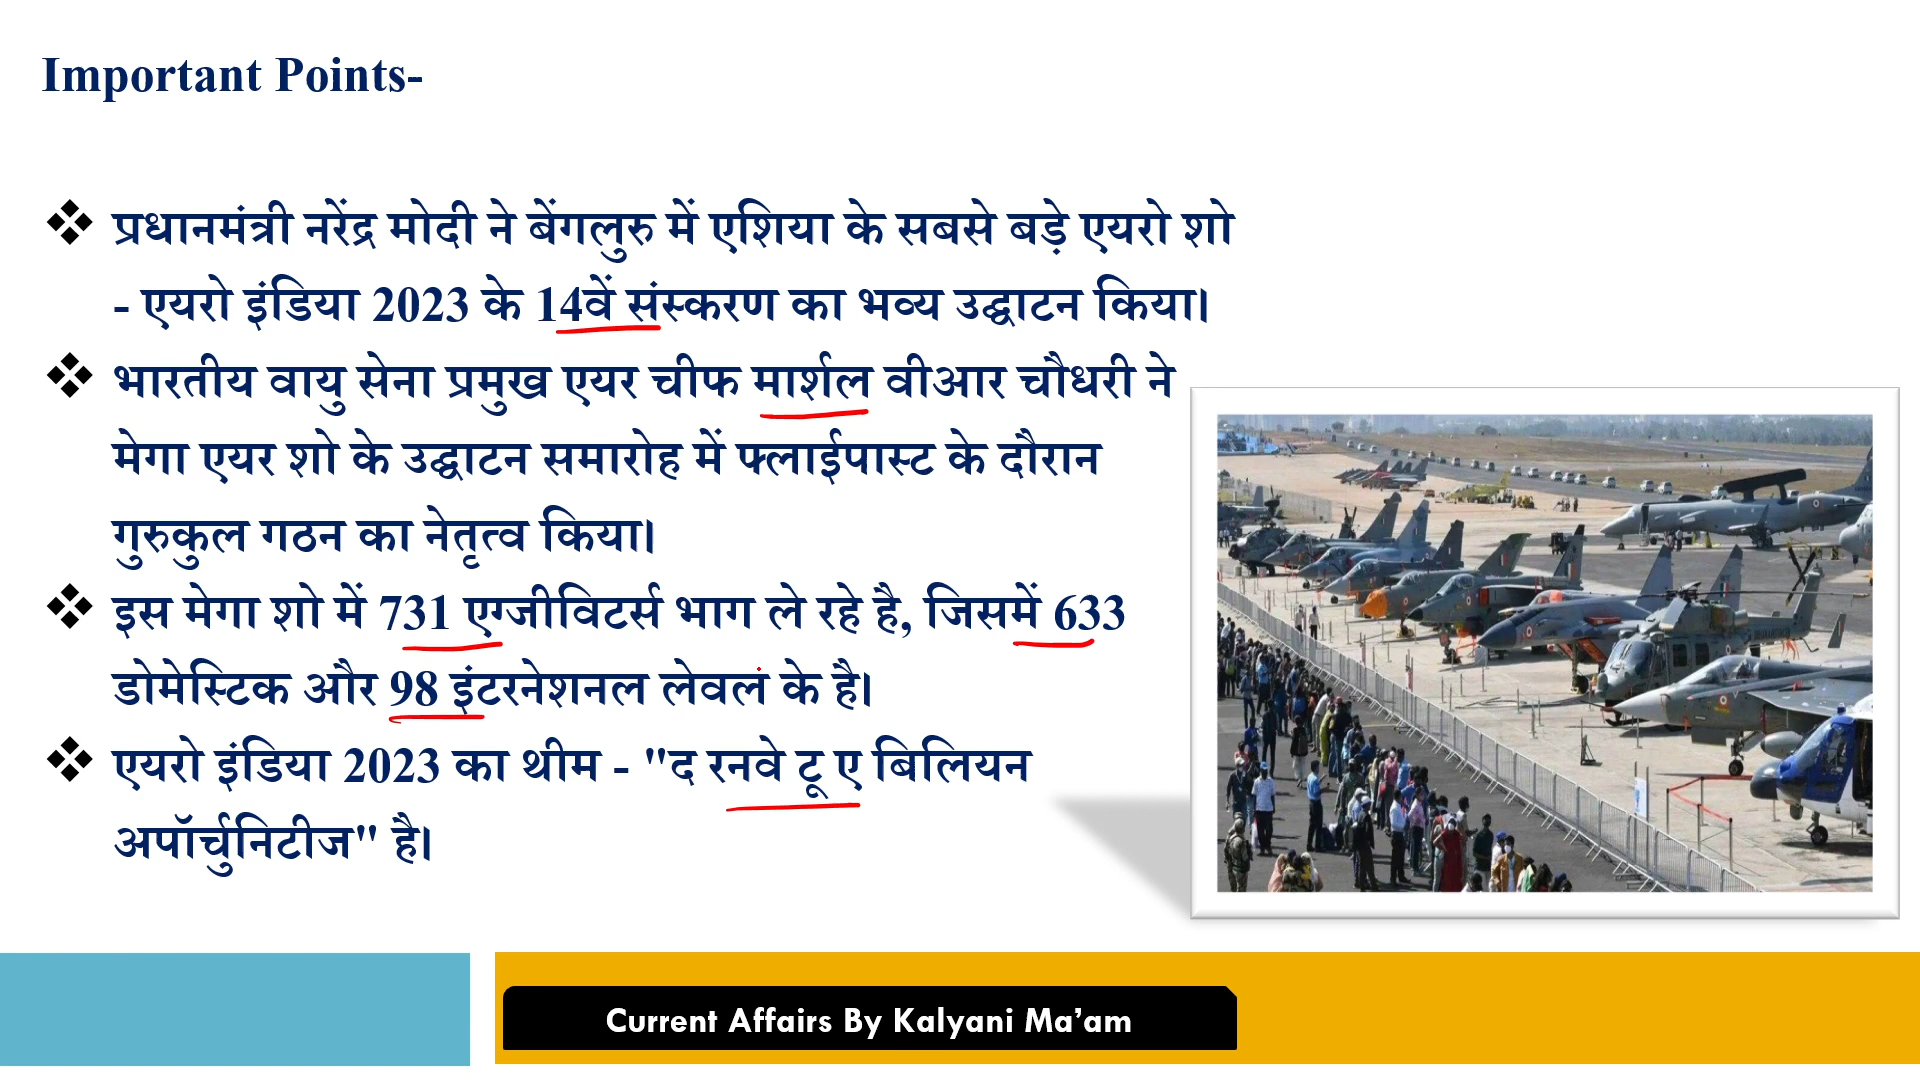 Important Points-
❖ प्रधानमंत्री नरेंद्र मोदी ने बेंगलुरु में एशिया के सबसे बड़े एयरो शो
- एयरो इंडिया 2023 के 14वें संस्करण का भव्य उद्घाटन किया।
❖ भारतीय वायु सेना प्रमुख एयर चीफ मार्शल वीआर चौधरी ने
मेगा एयर शो के उद्घाटन समारोह में फ्लाईपास्ट के दौरान
गुरुकुल गठन का नेतृत्व किया।
❖ इस मेगा शो में 731 एग्जीविटर्स भाग ले रहे है, जिसमें 633
डोमेस्टिक और 98 इंटरनेशनल लेवल के है।
❖ एयरो इंडिया 2023 का थीम - "द रनवे टू ए बिलियन
अपॉर्चुनिटीज" है।
Current Affairs By Kalyani Ma’am